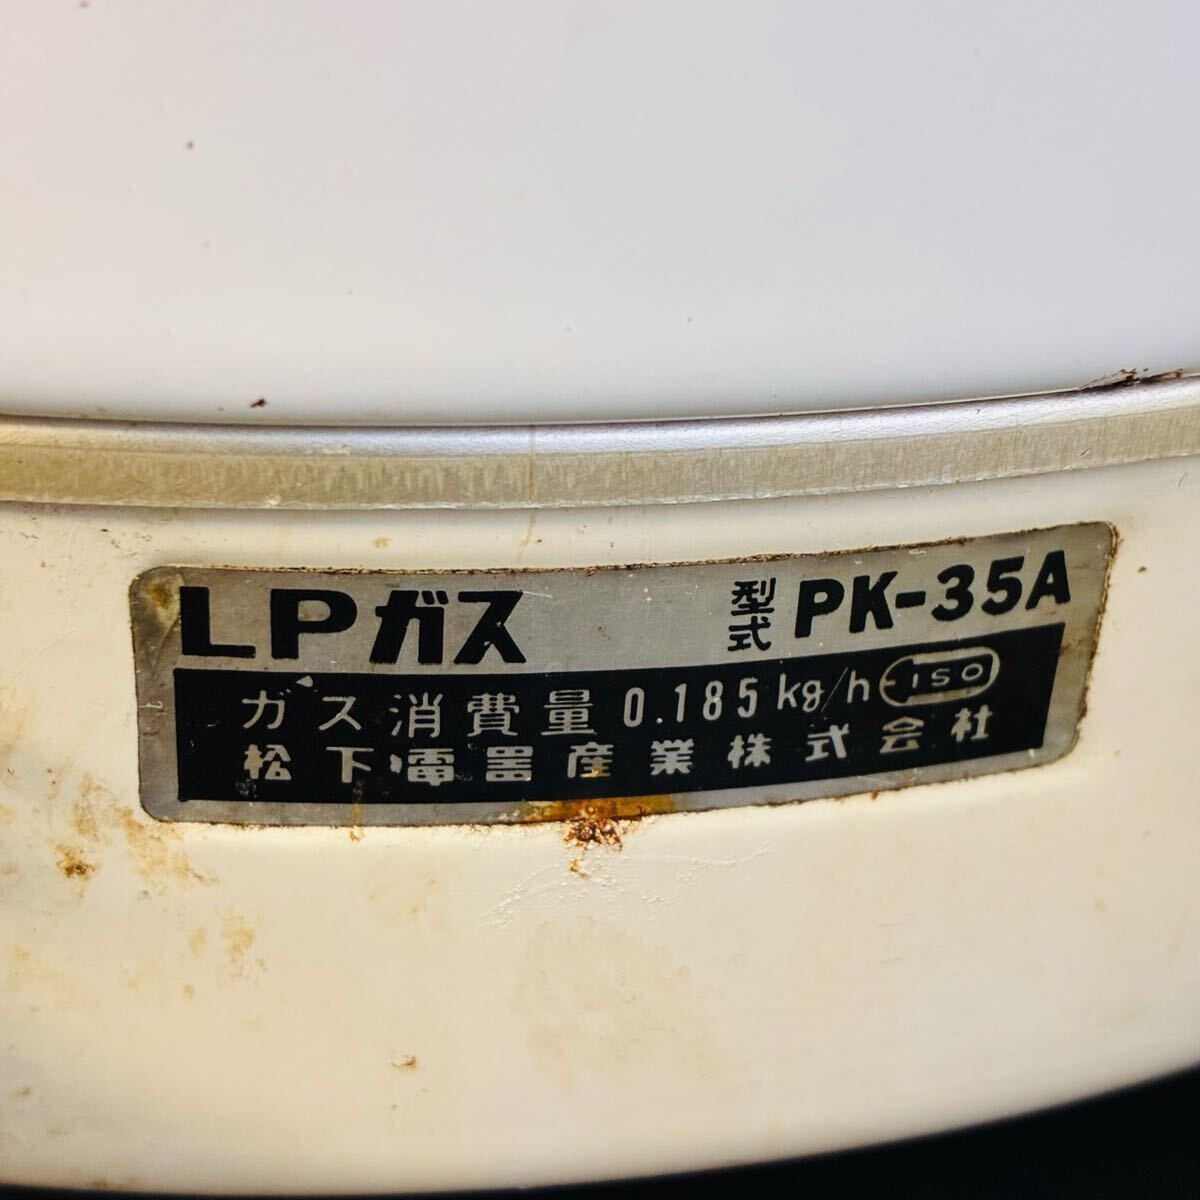 LPガス 型式 PK-35A
ガス消費量 0.185 kg/h ISO
松下電器産業株式会社